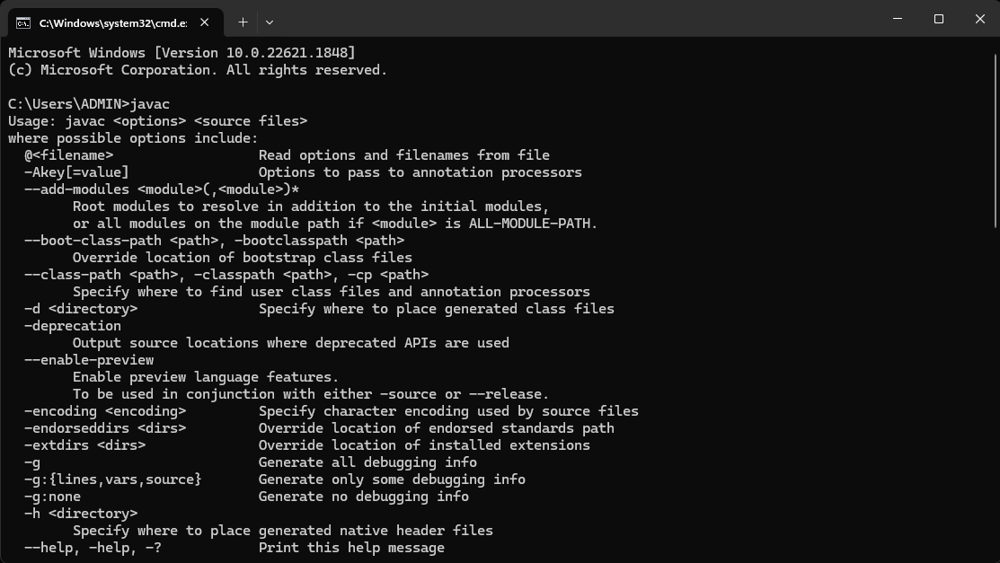 C:\Windows\system32\cmd.e
Microsoft Windows [Version 10.0.22621.1848]
(c) Microsoft Corporation. All rights reserved.
C:\Users\ADMIN>javac
Usage: javac <options> <source files>
where possible options include:
@<filename> Read options and filenames from file
-Akey[=value] Options to pass to annotation processors
--add-modules <module>(,<module>)*
Root modules to resolve in addition to the initial modules,
or all modules on the module path if <module> is ALL-MODULE-PATH.
--boot-class-path <path>, -bootclasspath <path>
Override location of bootstrap class files
--class-path <path>, -classpath <path>, -cp <path>
Specify where to find user class files and annotation processors
-d <directory> Specify where to place generated class files
-deprecation
Output source locations where deprecated APIs are used
--enable-preview
Enable preview language features.
To be used in conjunction with either -source or --release.
-encoding <encoding> Specify character encoding used by source files
-endorseddirs <dirs> Override location of endorsed standards path
-extdirs <dirs> Override location of installed extensions
-g Generate all debugging info
-g:{lines,vars,source} Generate only some debugging info
-g:none Generate no debugging info
-h <directory>
Specify where to place generated native header files
--help, -help, -? Print this help message